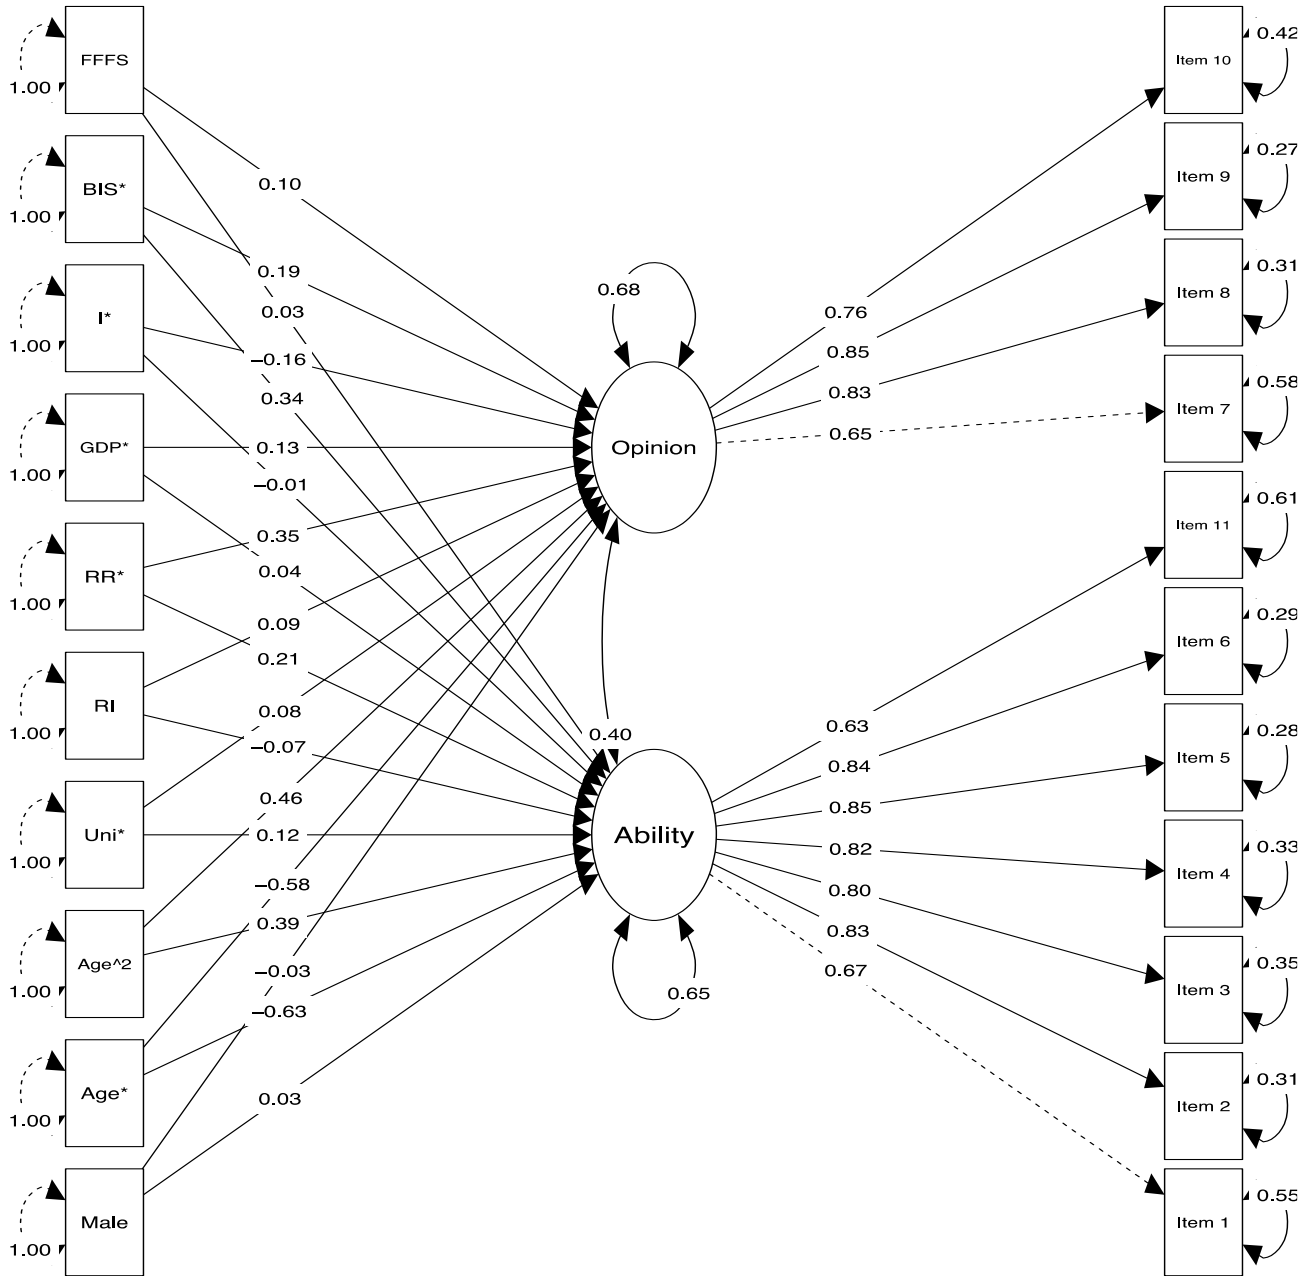 FFFS
1.00
BIS*
1.00
I*
1.00
GDP*
1.00
RR*
1.00
RI
1.00
Uni*
1.00
Age^2
1.00
Age*
1.00
Male
1.00
0.10
0.19
0.03
−0.16
0.34
0.13
−0.01
0.35
0.04
0.09
0.21
0.08
−0.07
0.46
0.12
−0.58
0.39
−0.03
−0.63
0.03
0.68
Opinion
0.40
Ability
0.65
0.76
0.85
0.83
0.65
0.63
0.84
0.85
0.82
0.80
0.83
0.67
Item 10
0.42
Item 9
0.27
Item 8
0.31
Item 7
0.58
Item 11
0.61
Item 6
0.29
Item 5
0.28
Item 4
0.33
Item 3
0.35
Item 2
0.31
Item 1
0.55